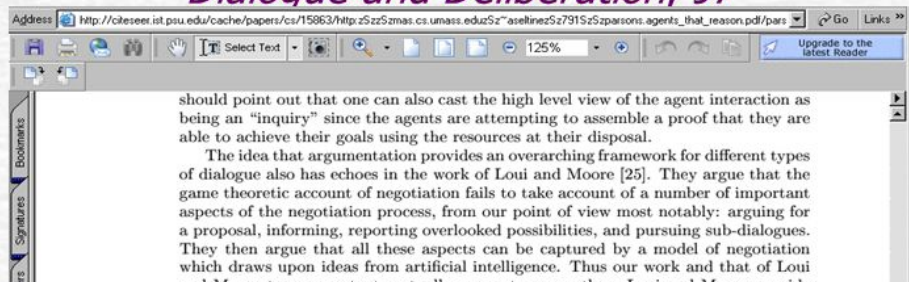 Dialogue and Deliberation, 97
Address http://citeseer.ist.psu.edu/cache/papers/cs/15863/http:zSzzSzmas.cs.umass.eduzSz~aseltinezSz791SzSzparsons.agents_that_reason.pdf/pars Go Links »
Select Text 125% Upgrade to the
latest Reader
Bookmarks
Signatures
should point out that one can also cast the high level view of the agent interaction as
being an “inquiry” since the agents are attempting to assemble a proof that they are
able to achieve their goals using the resources at their disposal.
The idea that argumentation provides an overarching framework for different types
of dialogue also has echoes in the work of Loui and Moore [25]. They argue that the
game theoretic account of negotiation fails to take account of a number of important
aspects of the negotiation process, from our point of view most notably: arguing for
a proposal, informing, reporting overlooked possibilities, and pursuing sub-dialogues.
They then argue that all these aspects can be captured by a model of negotiation
which draws upon ideas from artificial intelligence. Thus our work and that of Loui